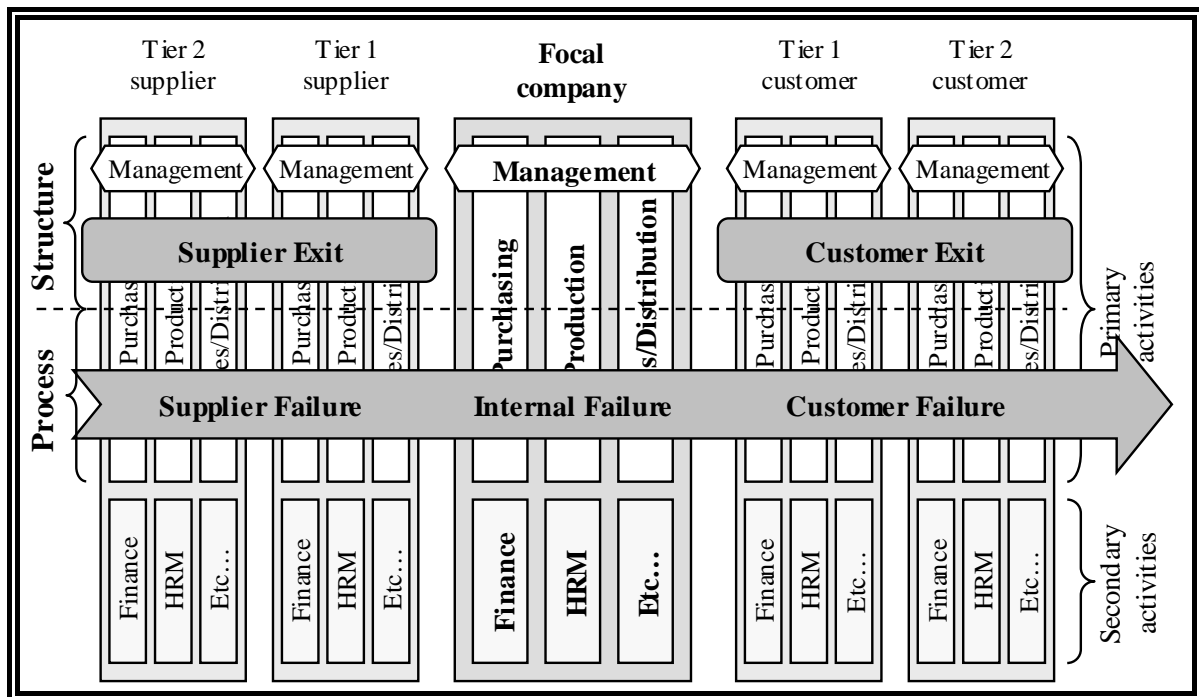 Tier 2
supplier
Tier 1
supplier
Focal
company
Tier 1
customer
Tier 2
customer
Structure
Management
Management
Management
Management
Management
Supplier Exit
Customer Exit
Purchas
Product
es/Distri
Purchas
Product
es/Distri
Purchasing
Production
s/Distribution
Purchas
Producti
es/Distri
Purchas
Producti
es/Distri
Primary
activities
Process
Supplier Failure
Internal Failure
Customer Failure
Finance
HRM
Etc…
Finance
HRM
Etc…
Finance
HRM
Etc…
Finance
HRM
Etc…
Finance
HRM
Etc…
Secondary
activities